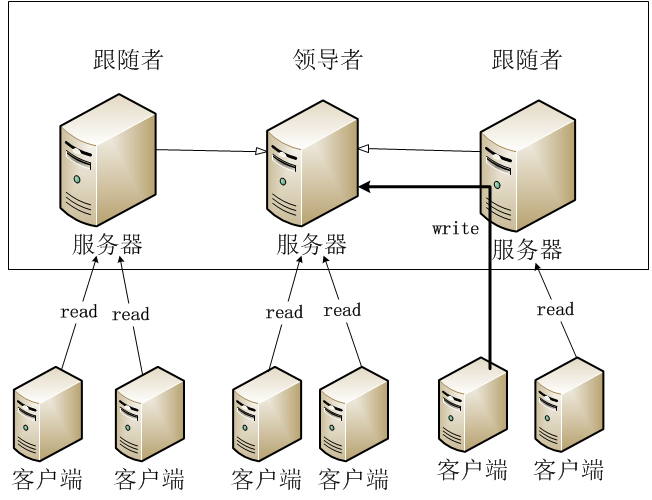 跟随者
领导者
跟随者
服务器
服务器
服务器
write
read
read
read
read
read
客户端
客户端
客户端
客户端
客户端
客户端